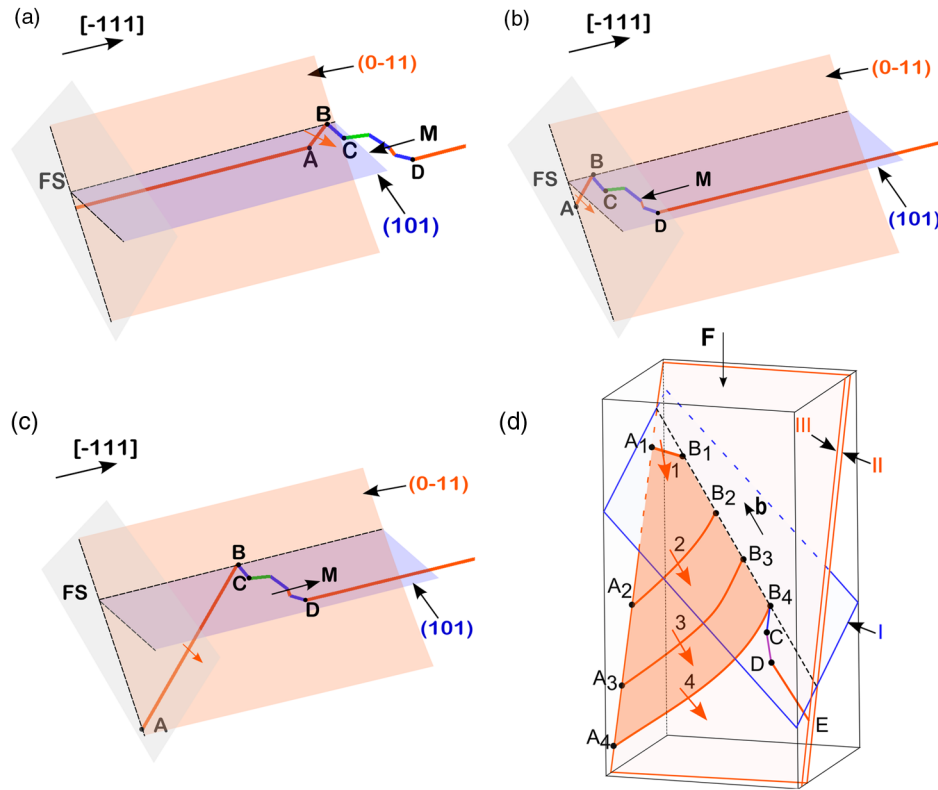 (a)
[-111]
(0-11)
B
M
A
C
D
FS
(101)
(b)
[-111]
(0-11)
B
FS
M
A
C
D
(101)
(c)
[-111]
(0-11)
B
M
FS
C
D
(101)
A
(d)
F
III
II
A1
B1
1
B2
b
2
B3
A2
B4
3
C
I
D
A3
4
E
A4